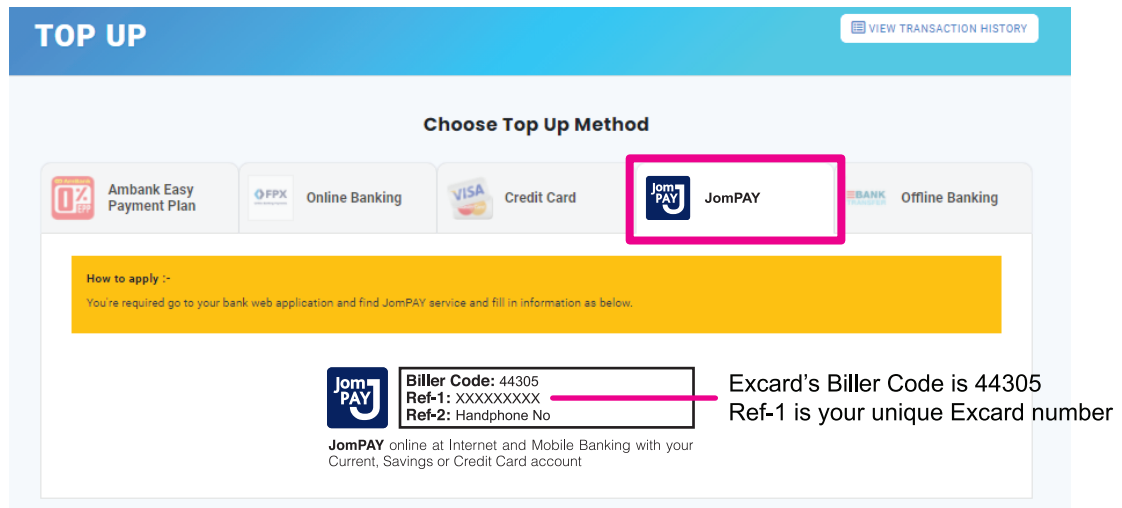 TOP UP
VIEW TRANSACTION HISTORY
Choose Top Up Method
0%
OFF
Ambank Easy
Payment Plan
FPX
Online Banking
VISA
Credit Card
Jom
PAY
JomPAY
BANK
Offline Banking
How to apply :-
You're required go to your bank web application and find JomPAY service and fill in information as below.
Jom
PAY
Biller Code: 44305
Ref-1: XXXXXXXXX
Ref-2: Handphone No
Excard's Biller Code is 44305
Ref-1 is your unique Excard number
JomPAY online at Internet and Mobile Banking with your
Current, Savings or Credit Card account